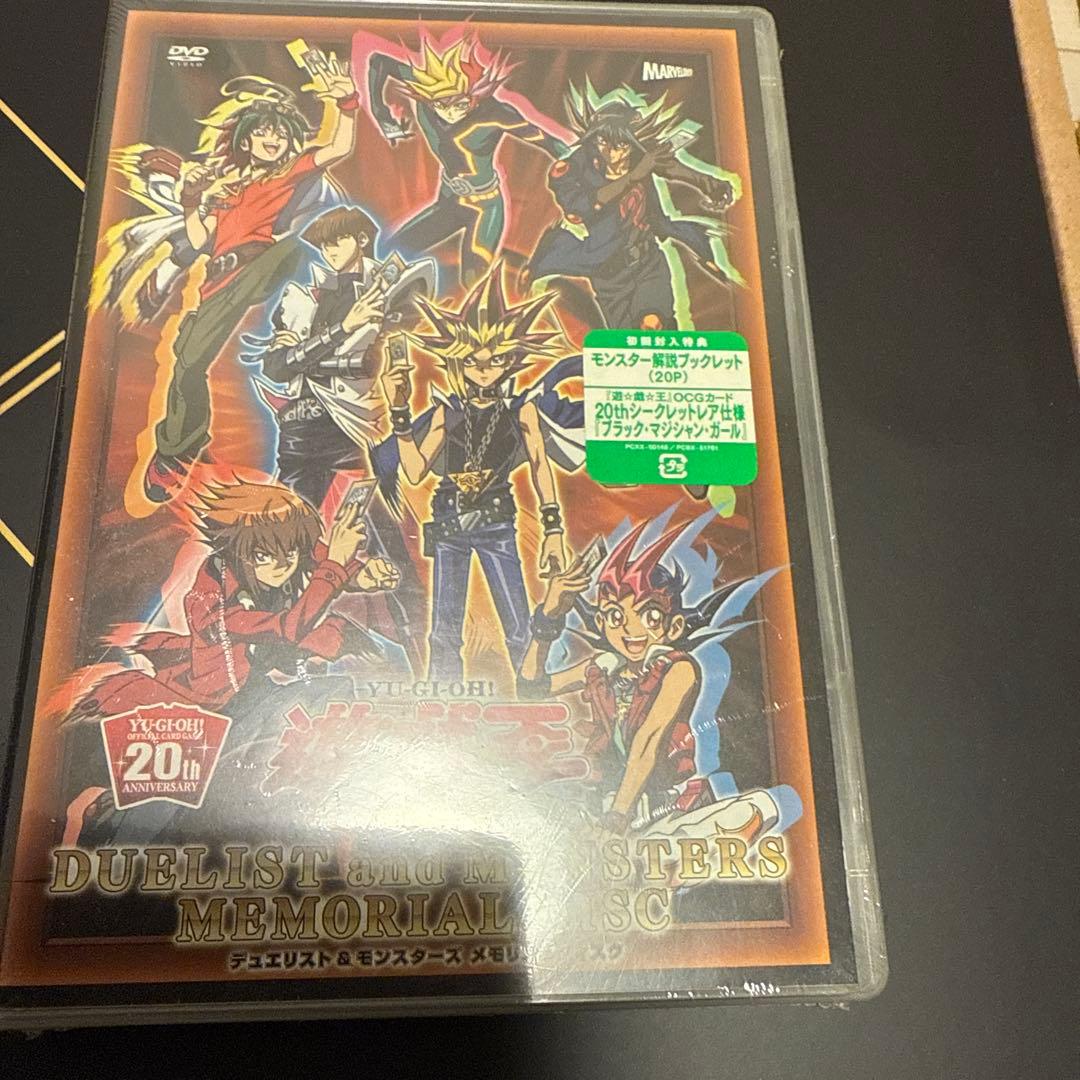 DVD
VIDEO
MARVELOUS!
初回封入特典
モンスター解説ブックレット
(20P)
『遊☆戯☆王』OCGカード
20thシークレットレア仕様
『ブラック・マジシャン・ガール』
YU-GI-OH!
YU-GI-OH!
OFFICIAL CARD GAME
20th
ANNIVERSARY
DUELIST and MONSTERS
MEMORIAL DISC
デュエリスト&モンスターズ